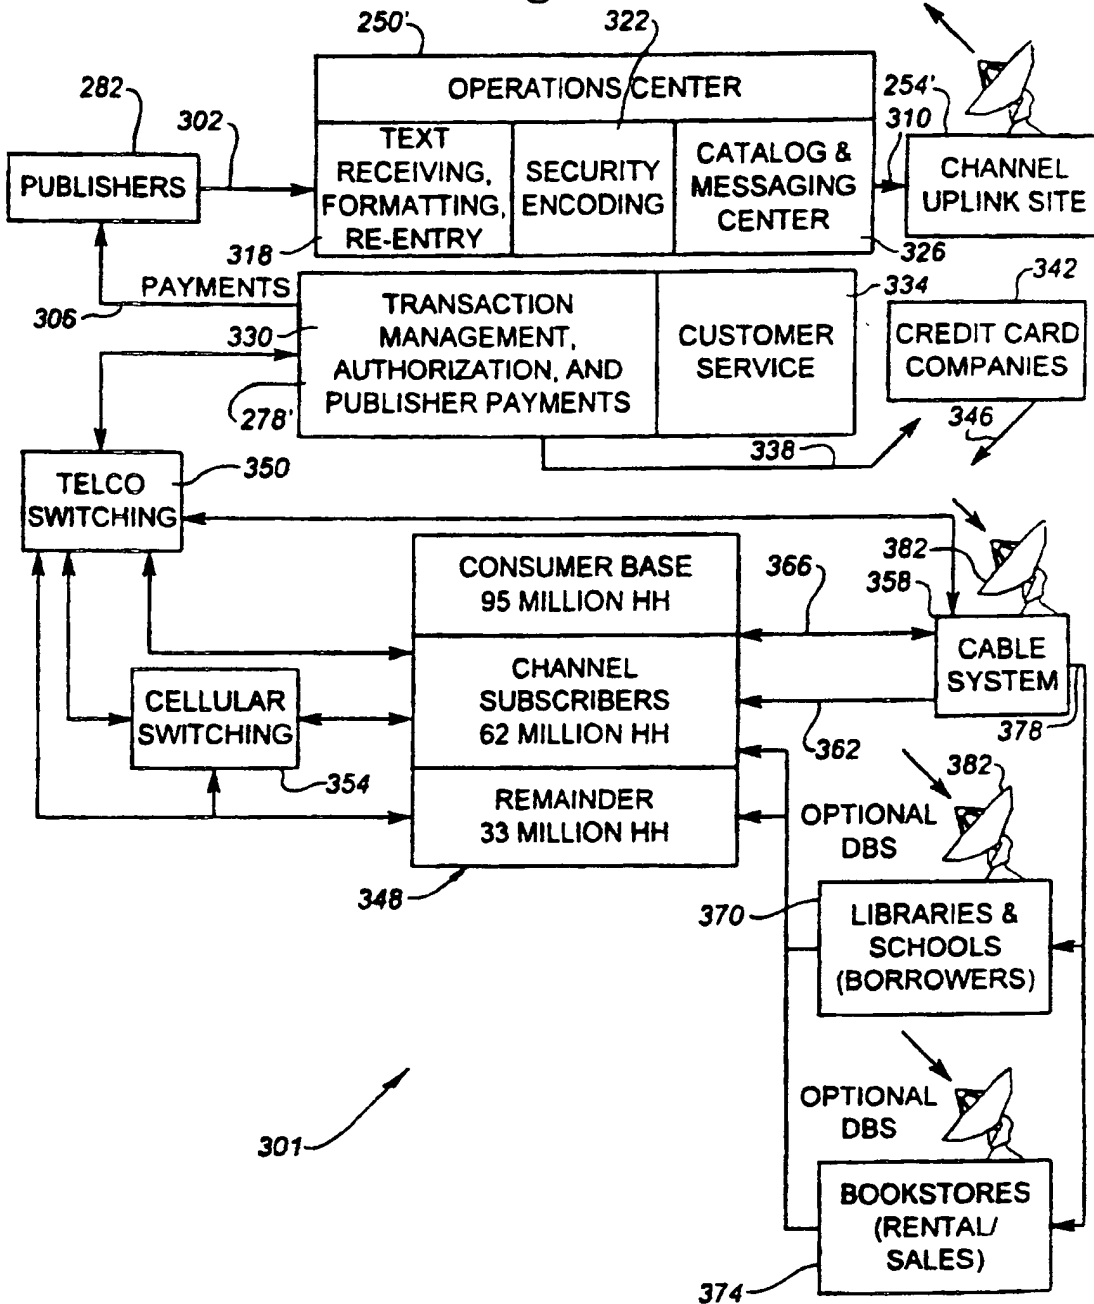 250'
322
OPERATIONS CENTER
282
302
254'
310
PUBLISHERS
TEXT
RECEIVING,
FORMATTING,
RE-ENTRY
318
SECURITY
ENCODING
CATALOG &
MESSAGING
CENTER
326
CHANNEL
UPLINK SITE
PAYMENTS
306
330
278'
TRANSACTION
MANAGEMENT,
AUTHORIZATION, AND
PUBLISHER PAYMENTS
334
CUSTOMER
SERVICE
342
CREDIT CARD
COMPANIES
346
338
350
TELCO
SWITCHING
CONSUMER BASE
95 MILLION HH
366
382
358
CABLE
SYSTEM
CHANNEL
SUBSCRIBERS
62 MILLION HH
CELLULAR
SWITCHING
354
362
378
REMAINDER
33 MILLION HH
348
382
OPTIONAL
DBS
370
LIBRARIES &
SCHOOLS
(BORROWERS)
301
OPTIONAL
DBS
BOOKSTORES
(RENTAL/
SALES)
374